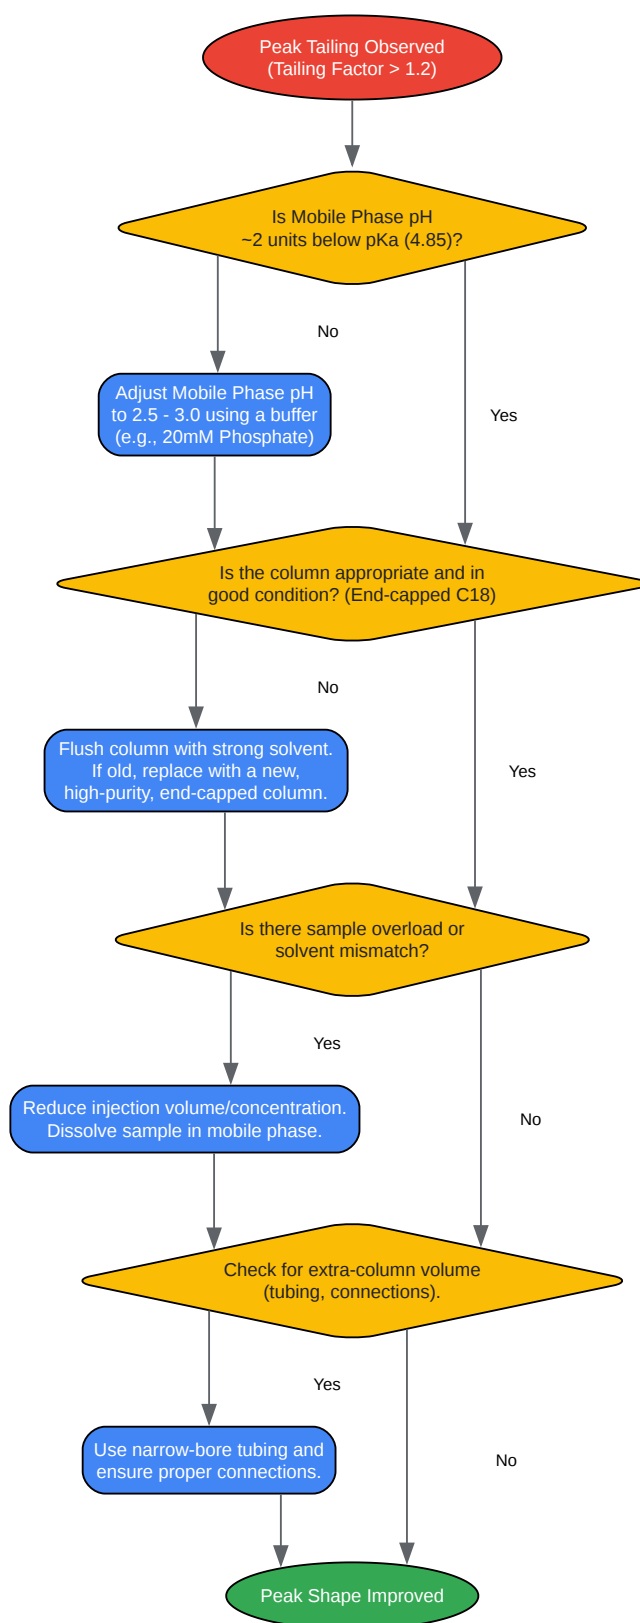 Peak Tailing Observed
(Tailing Factor > 1.2)
Is Mobile Phase pH
~2 units below pKa (4.85)?
No
Adjust Mobile Phase pH
to 2.5 - 3.0 using a buffer
(e.g., 20mM Phosphate)
Yes
Is the column appropriate and in
good condition? (End-capped C18)
No
Flush column with strong solvent.
If old, replace with a new,
high-purity, end-capped column.
Yes
Is there sample overload or
solvent mismatch?
Yes
Reduce injection volume/concentration.
Dissolve sample in mobile phase.
No
Check for extra-column volume
(tubing, connections).
Yes
Use narrow-bore tubing and
ensure proper connections.
No
Peak Shape Improved